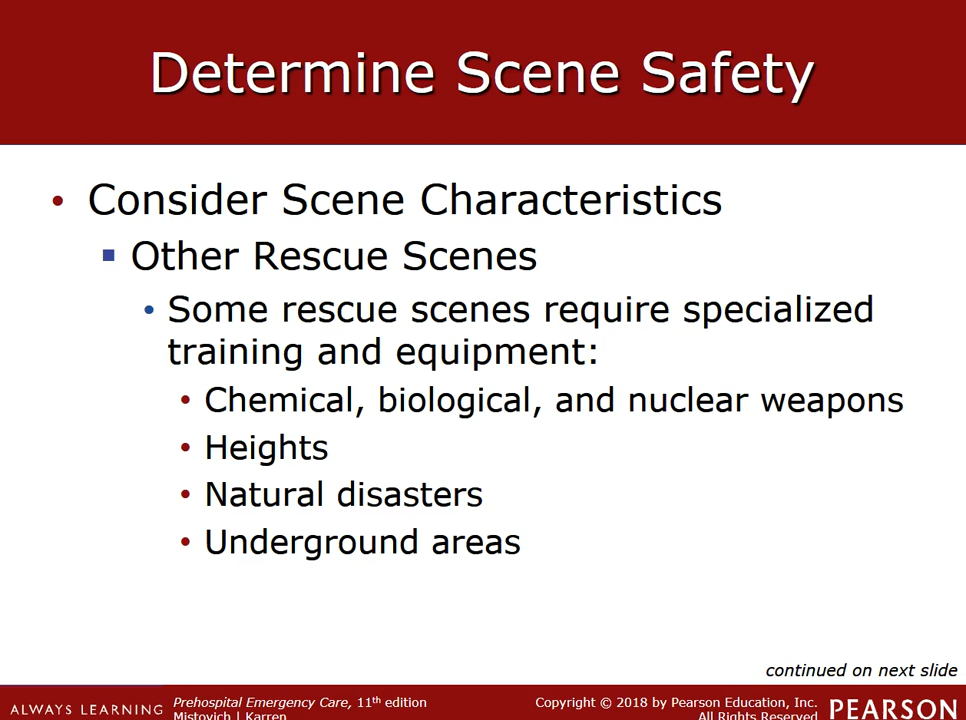 Determine Scene Safety
• Consider Scene Characteristics
▪ Other Rescue Scenes
• Some rescue scenes require specialized
training and equipment:
• Chemical, biological, and nuclear weapons
• Heights
• Natural disasters
• Underground areas
continued on next slide
ALWAYS LEARNING
Prehospital Emergency Care, 11th edition
Mistovich | Karren
Copyright © 2018 by Pearson Education, Inc.
All Rights Reserved
PEARSON